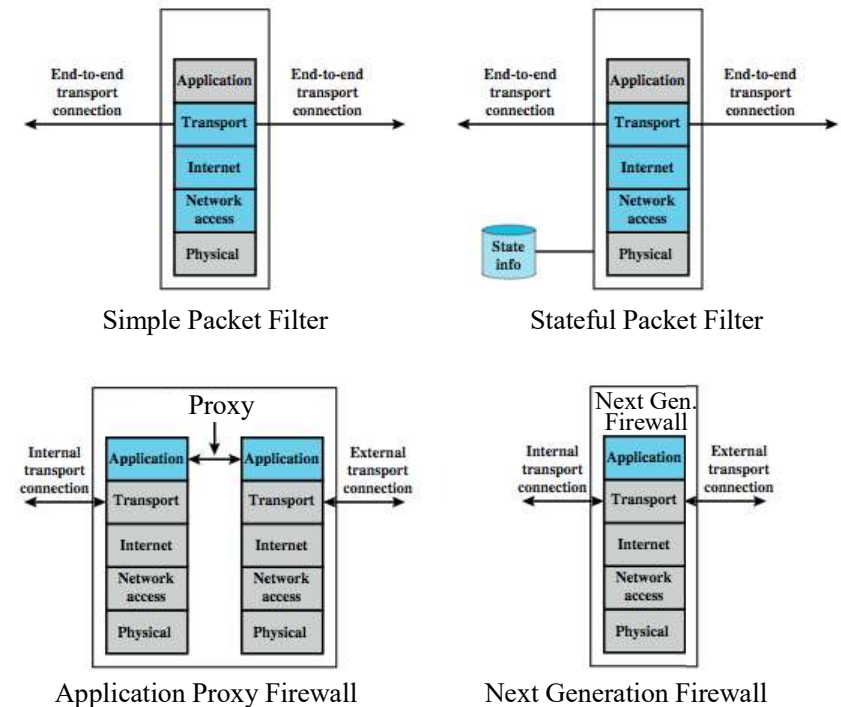 End-to-end
transport
connection
Application
Transport
Internet
Network
access
Physical
End-to-end
transport
connection
Simple Packet Filter
End-to-end
transport
connection
Application
Transport
Internet
Network
access
Physical
End-to-end
transport
connection
State
info
Stateful Packet Filter
Proxy
Internal
transport
connection
Application
Transport
Internet
Network
access
Physical
Application
Transport
Internet
Network
access
Physical
External
transport
connection
Application Proxy Firewall
Next Gen.
Firewall
Internal
transport
connection
Application
Transport
Internet
Network
access
Physical
External
transport
connection
Next Generation Firewall